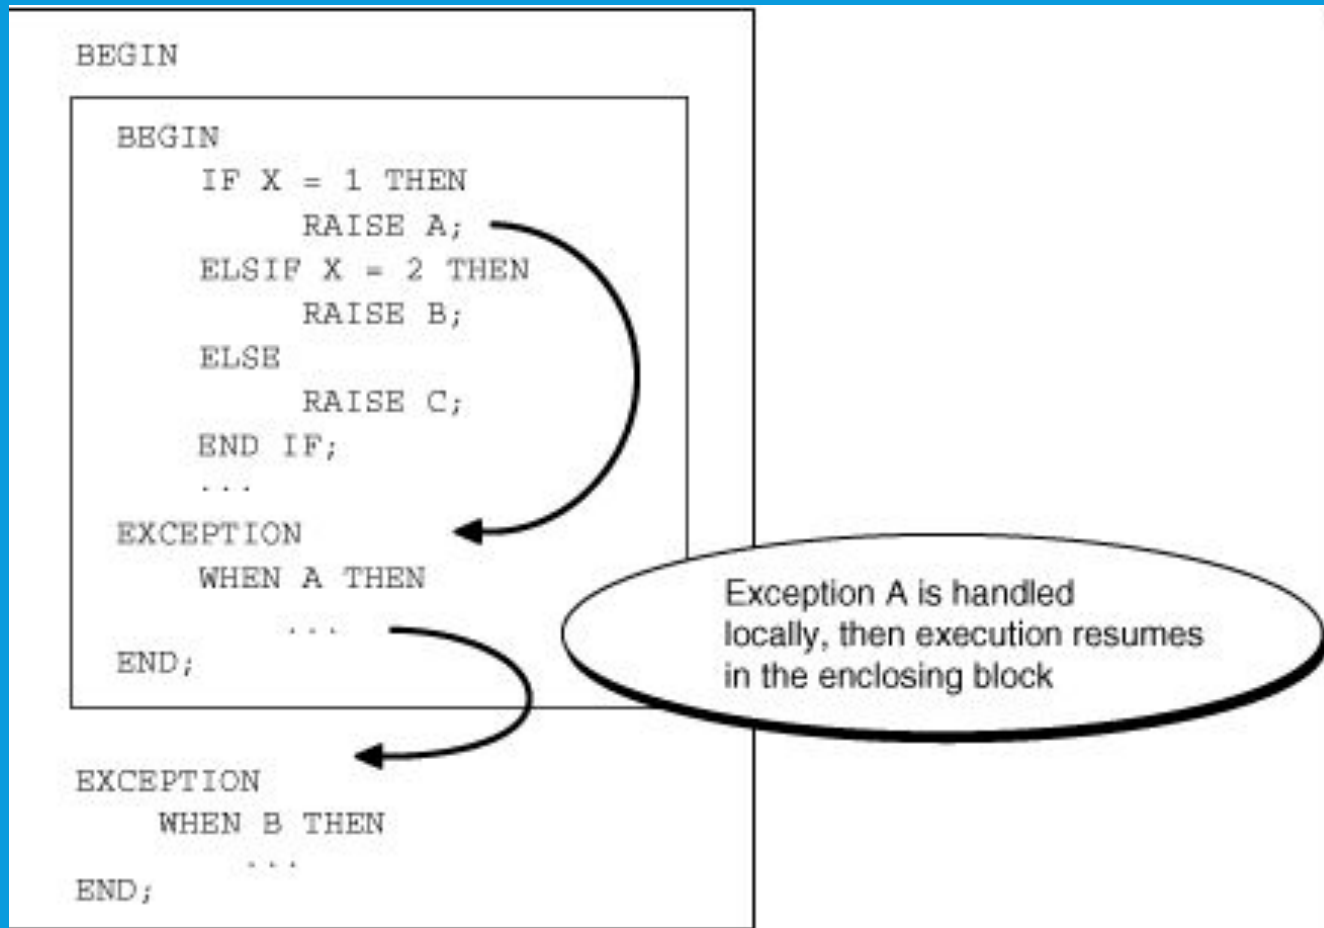 BEGIN
BEGIN
IF X = 1 THEN
RAISE A;
ELSIF X = 2 THEN
RAISE B;
ELSE
RAISE C;
END IF;
...
EXCEPTION
WHEN A THEN
...
END;
EXCEPTION
WHEN B THEN
...
END;
Exception A is handled
locally, then execution resumes
in the enclosing block